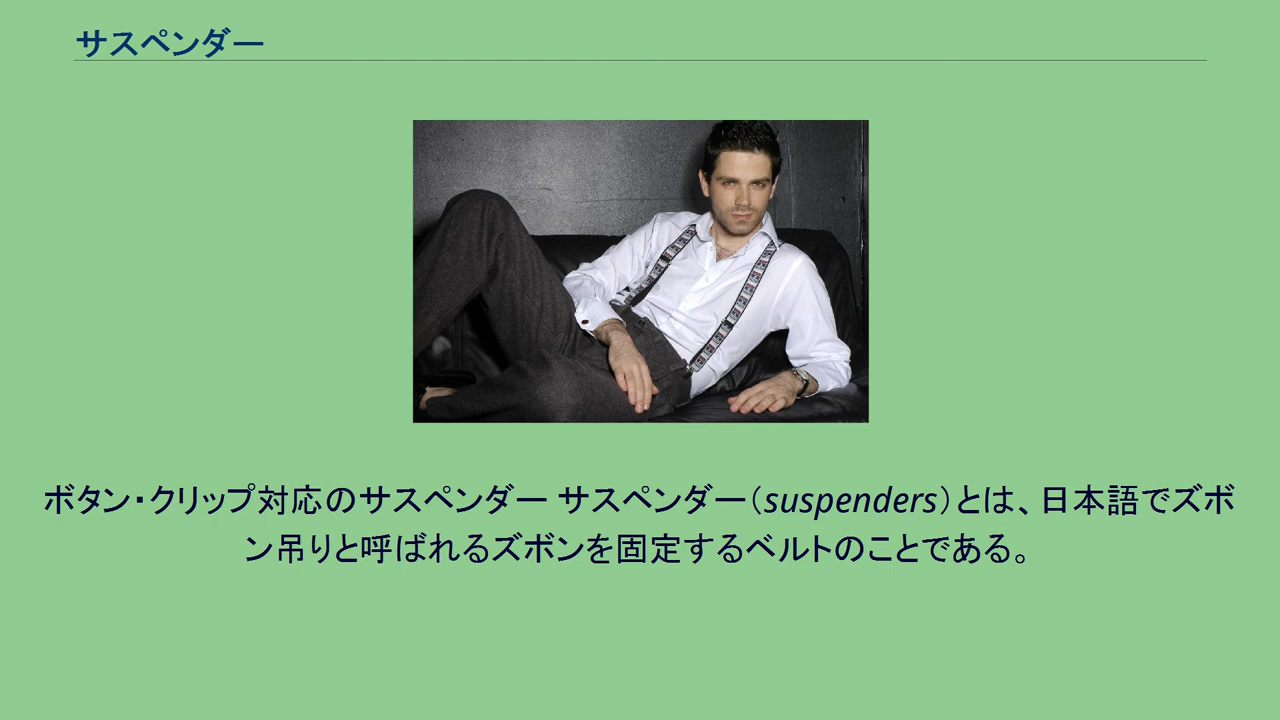 サスペンダー
ボタン・クリップ対応のサスペンダー サスペンダー（suspenders）とは、日本語でズボ
ン吊りと呼ばれるズボンを固定するベルトのことである。